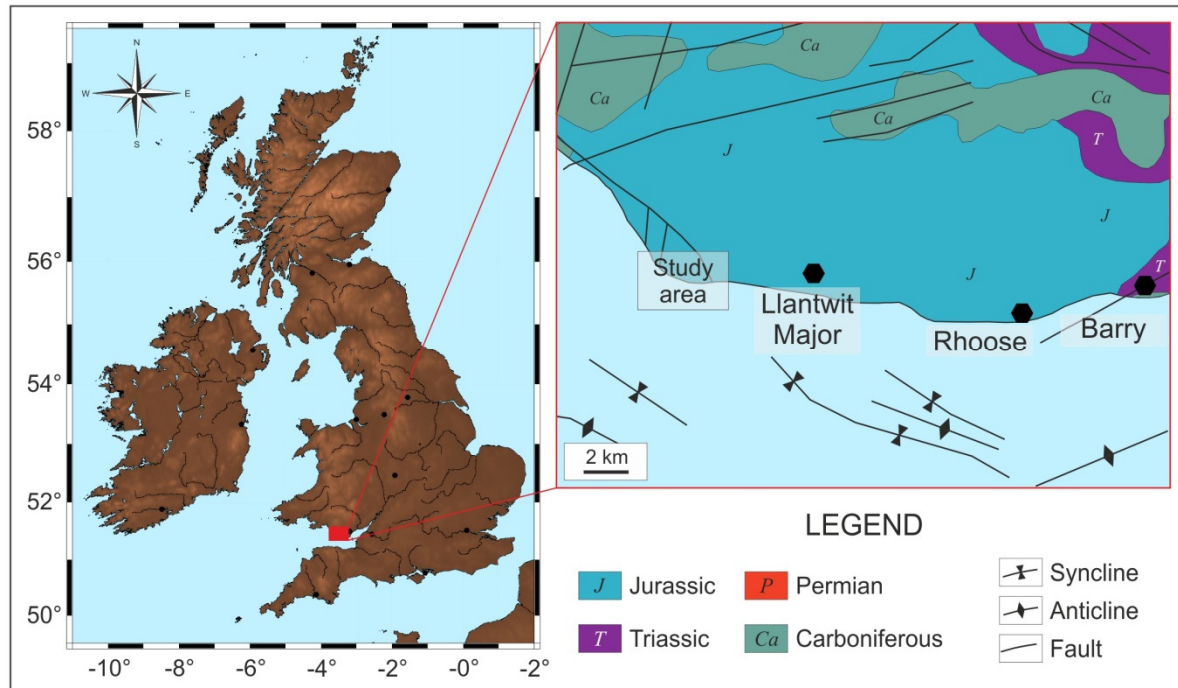 N
W
E
S
58°
56°
54°
52°
50°
-10°
-8°
-6°
-4°
-2°
0°
-2°
Ca
Ca
Ca
Ca
T
J
J
J
T
Study
area
Llantwit
Major
Rhoose
Barry
2 km
LEGEND
J Jurassic
P Permian
T Triassic
Ca Carboniferous
Syncline
Anticline
Fault